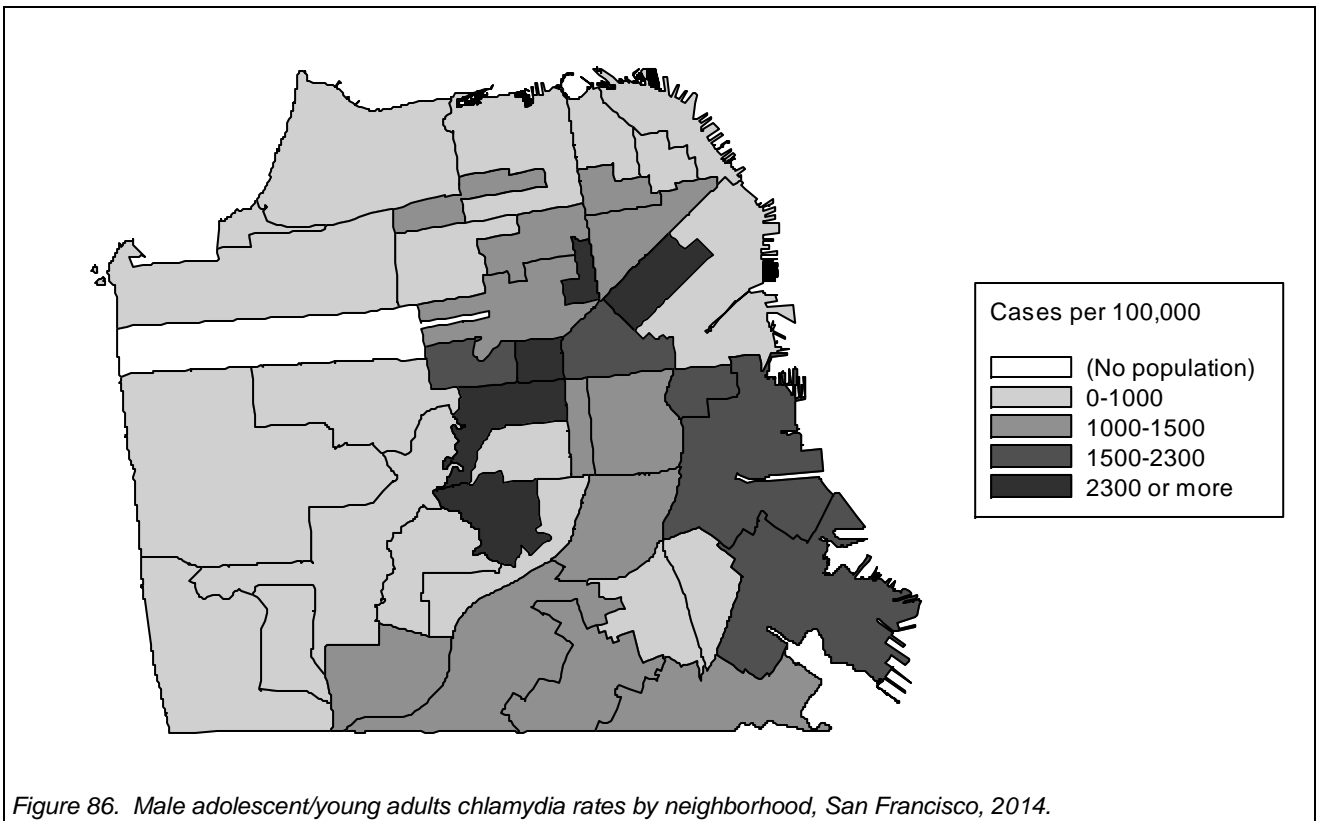 Cases per 100,000
(No population)
0-1000
1000-1500
1500-2300
2300 or more
Figure 86. Male adolescent/young adults chlamydia rates by neighborhood, San Francisco, 2014.